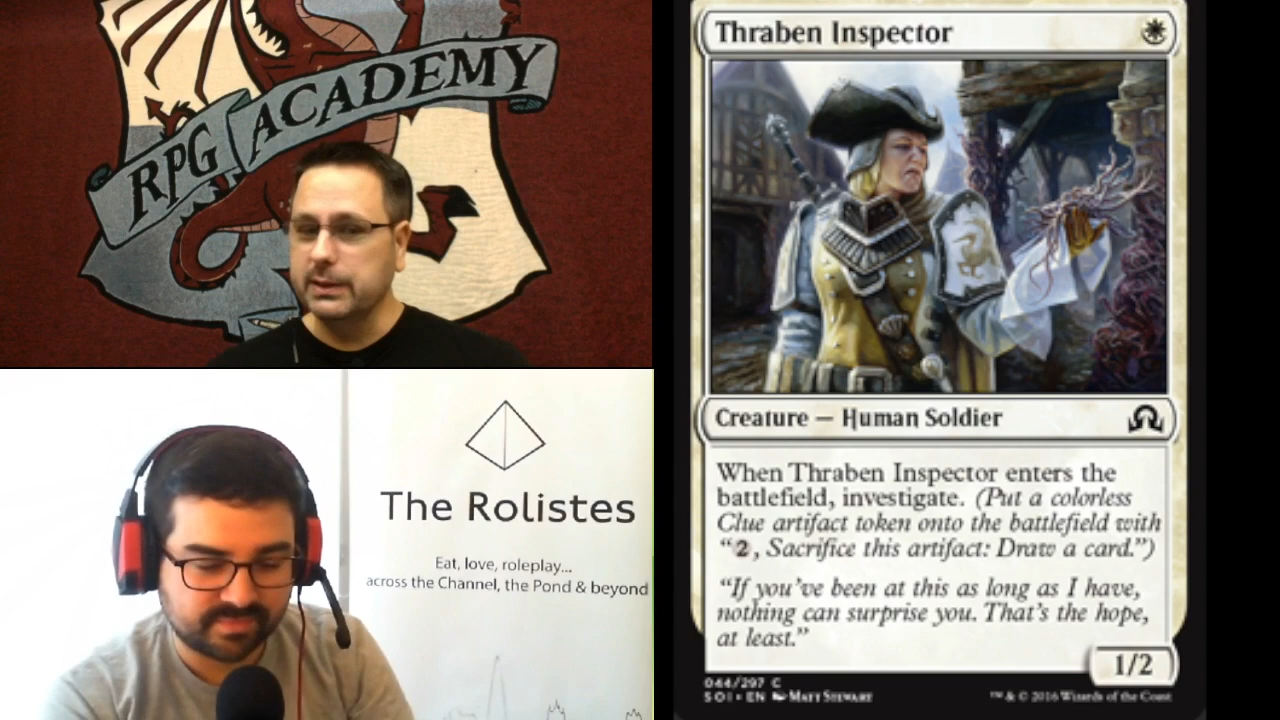 RPG ACADEMY
The Rolistes
Eat, love, roleplay...
across the Channel, the Pond & beyond
Thraben Inspector
Creature — Human Soldier
When Thraben Inspector enters the
battlefield, investigate. (Put a colorless
Clue artifact token onto the battlefield with
“2, Sacrifice this artifact: Draw a card.”)
“If you’ve been at this as long as I have,
nothing can surprise you. That’s the hope,
at least.”
1/2
044/297 C
SOI • EN Matt Stewart
™ & © 2016 Wizards of the Coast